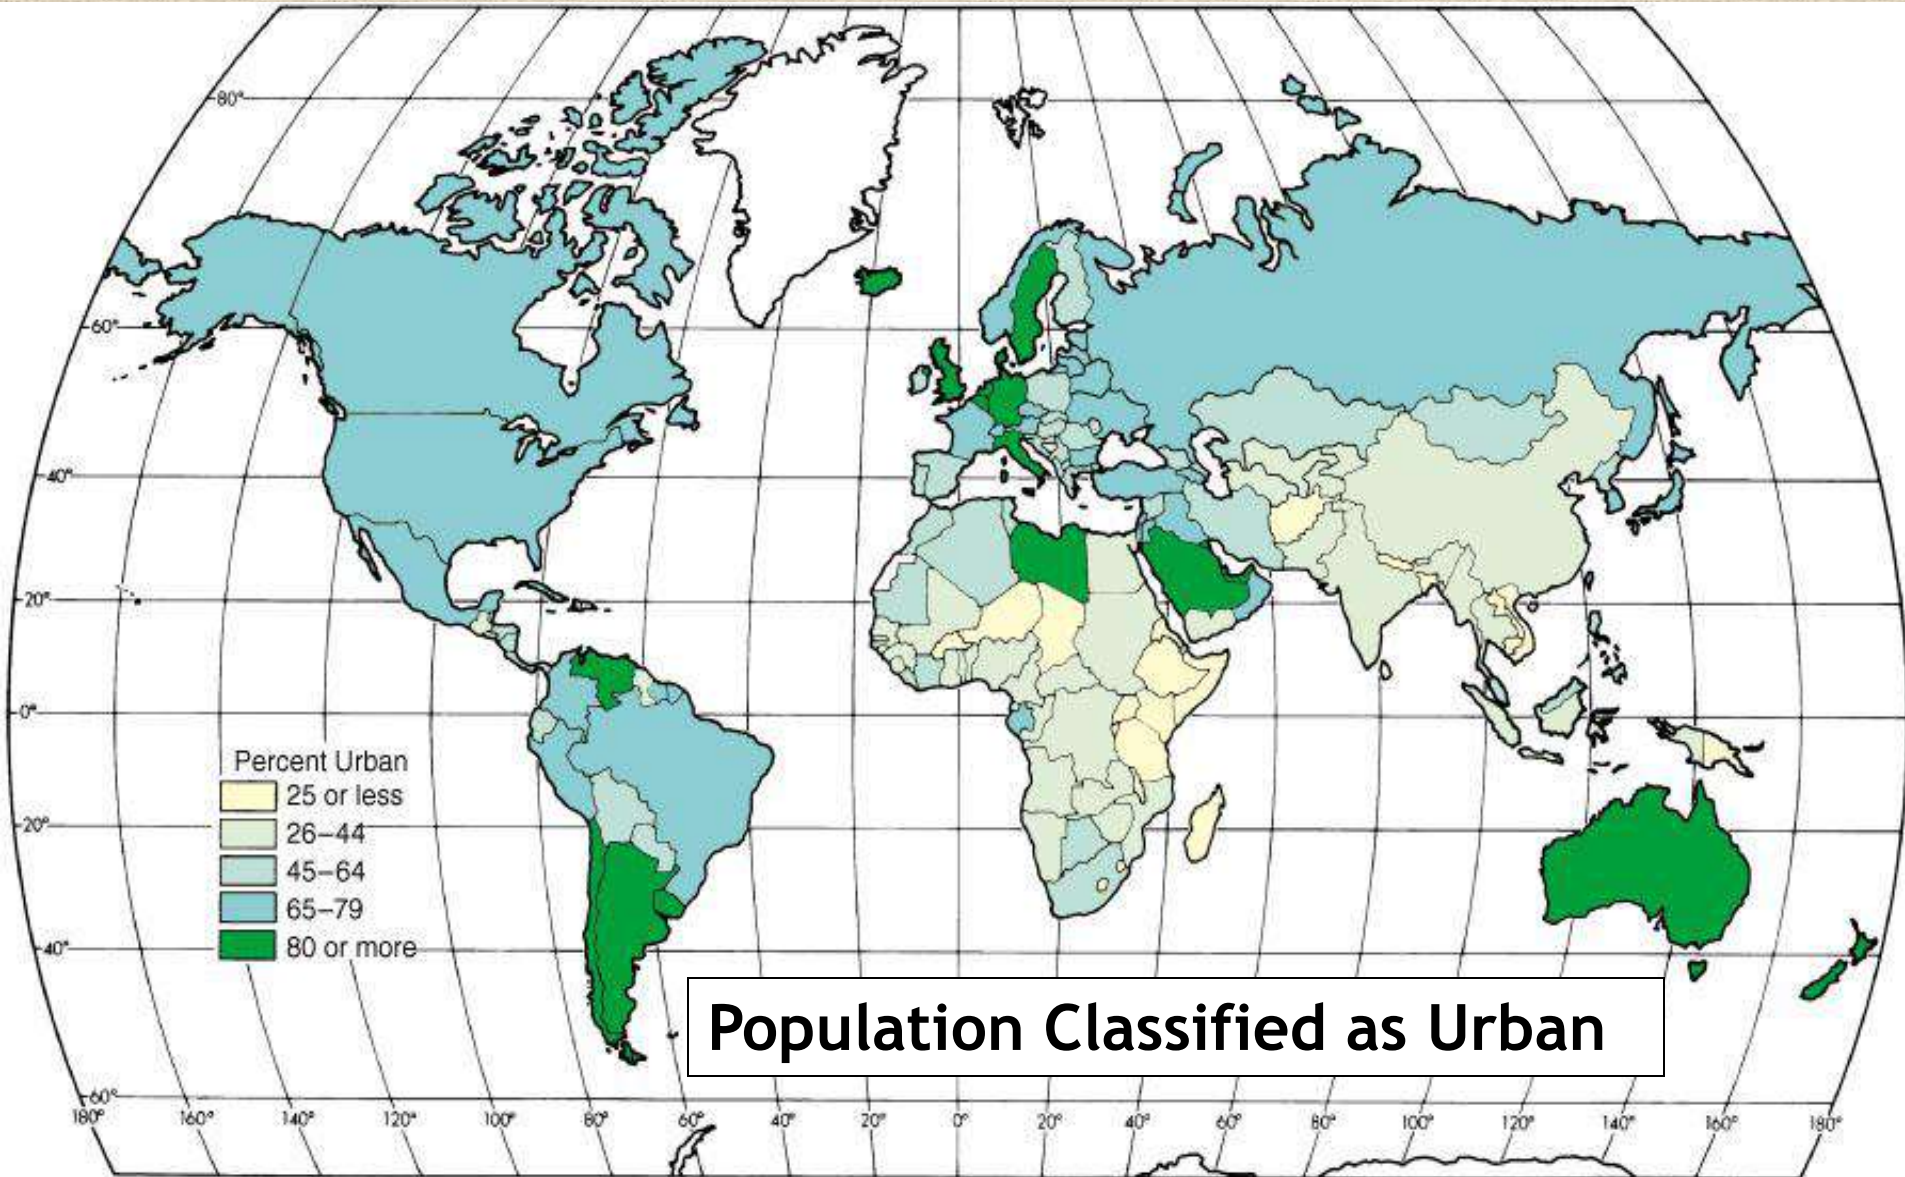 80°
60°
40°
20°
0°
20°
40°
60°
Percent Urban
25 or less
26–44
45–64
65–79
80 or more
Population Classified as Urban
180° 160° 140° 120° 100° 80° 60° 40° 20° 0° 20° 40° 60° 80° 100° 120° 140° 160° 180°